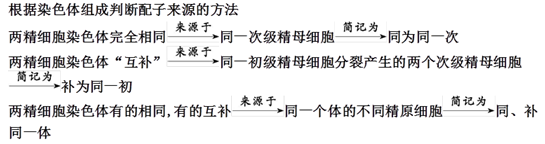 根据染色体组成判断配子来源的方法
两精细胞染色体完全相同 来源于 同一次级精母细胞 简记为 同为同一次
两精细胞染色体“互补” 来源于 同一初级精母细胞分裂产生的两个次级精母细胞
简记为 补为同一初
两精细胞染色体有的相同,有的互补 来源于 同一个体的不同精原细胞 简记为 同、补
同一体